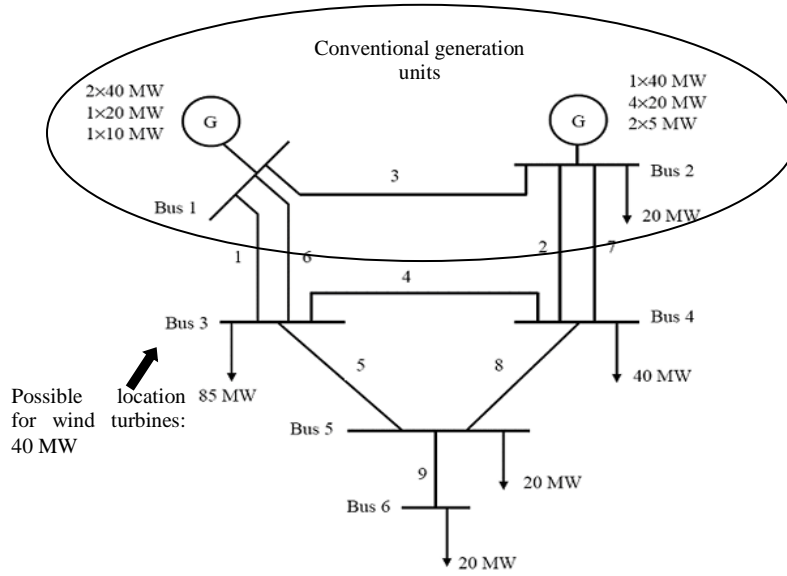 Conventional generation
units
2×40 MW
1×20 MW
1×10 MW
G
1×40 MW
4×20 MW
2×5 MW
G
3
Bus 2
Bus 1
20 MW
1
6
2
7
4
Bus 3
Bus 4
5
8
40 MW
Possible location
for wind turbines:
40 MW
85 MW
Bus 5
9
20 MW
Bus 6
20 MW